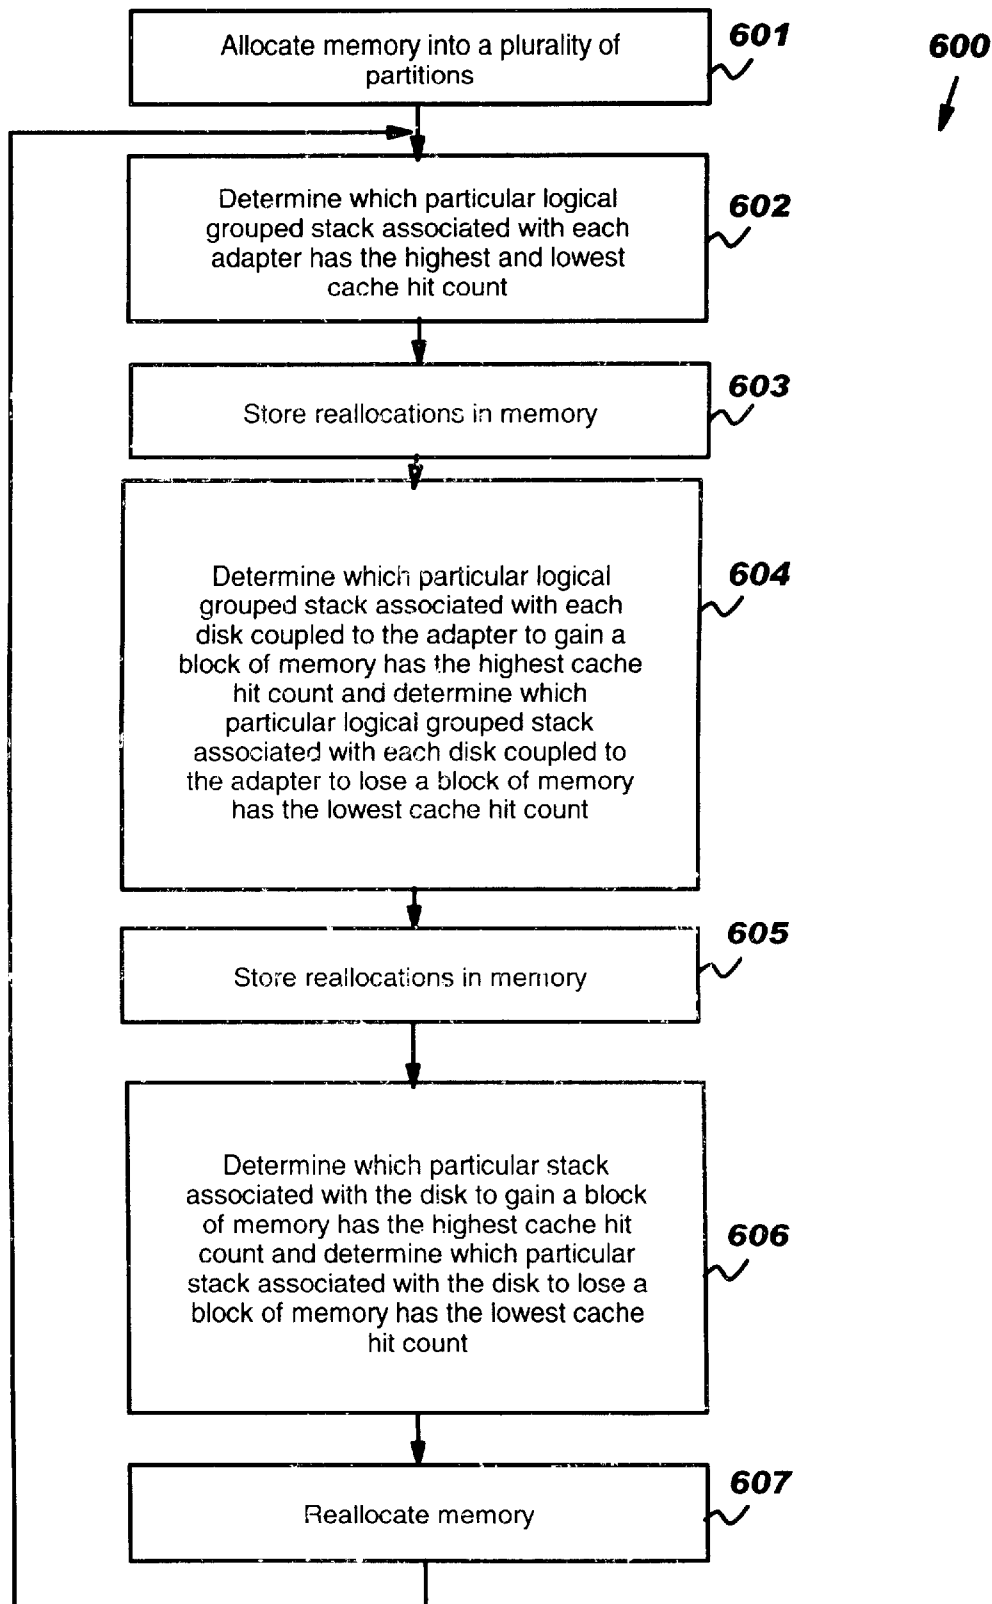 Allocate memory into a plurality of
partitions
601
600
Determine which particular logical
grouped stack associated with each
adapter has the highest and lowest
cache hit count
602
Store reallocations in memory
603
Determine which particular logical
grouped stack associated with each
disk coupled to the adapter to gain a
block of memory has the highest cache
hit count and determine which
particular logical grouped stack
associated with each disk coupled to
the adapter to lose a block of memory
has the lowest cache hit count
604
Store reallocations in memory
605
Determine which particular stack
associated with the disk to gain a block
of memory has the highest cache hit
count and determine which particular
stack associated with the disk to lose a
block of memory has the lowest cache
hit count
606
Reallocate memory
607